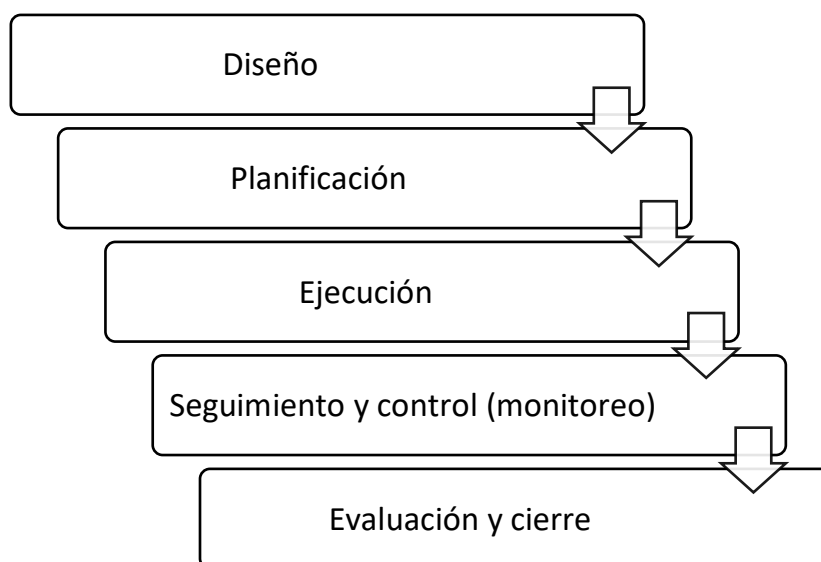 Diseño
Planificación
Ejecución
Seguimiento y control (monitoreo)
Evaluación y cierre